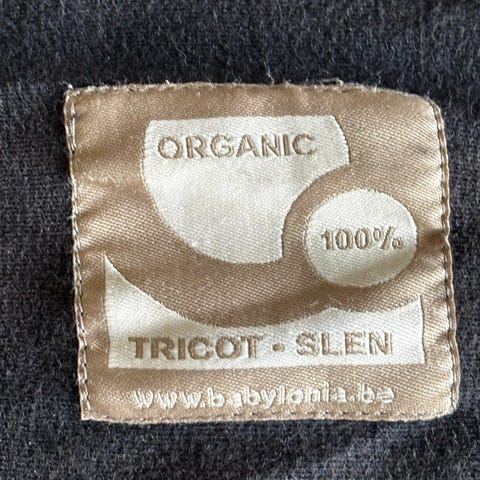 ORGANIC
100%
TRICOT - SLEN
www.babylonia.be